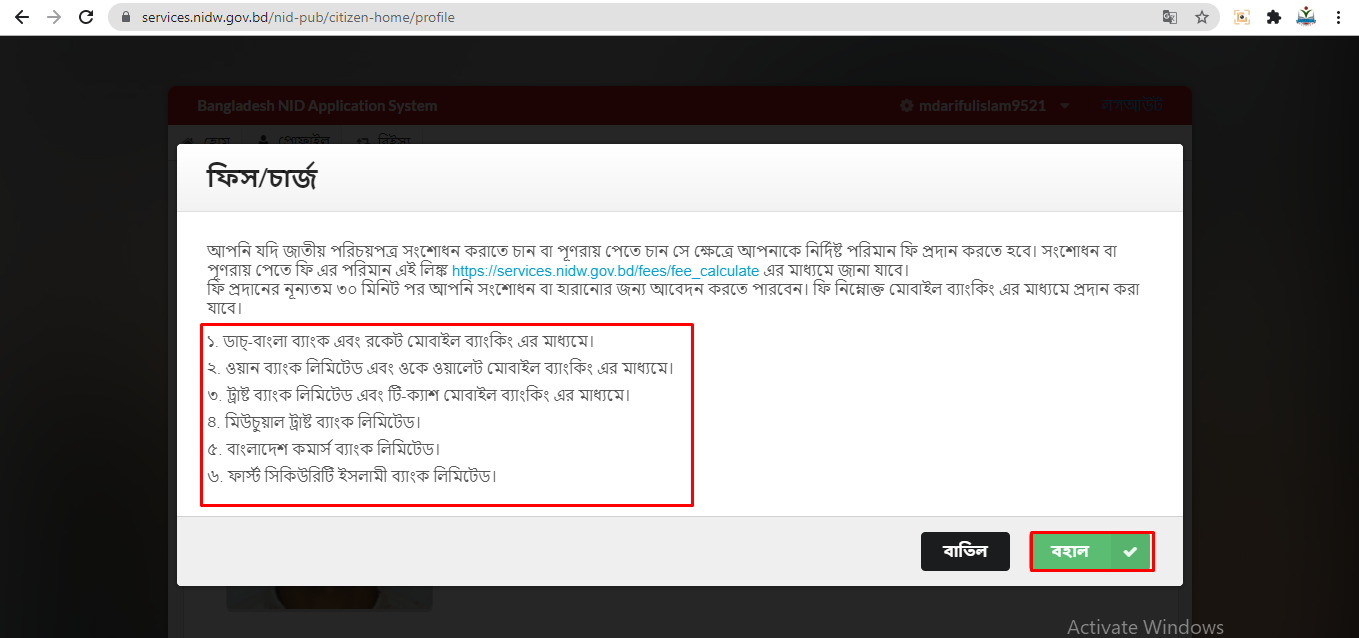 services.nidw.gov.bd/nid-pub/citizen-home/profile
Bangladesh NID Application System
mdarifulislam9521
লগআউট
হোম
প্রোফাইল
রিইস্যু
ফিস/চার্জ
আপনি যদি জাতীয় পরিচয়পত্র সংশোধন করাতে চান বা পূণরায় পেতে চান সে ক্ষেত্রে আপনাকে নির্দিষ্ট পরিমান ফি প্রদান করতে হবে। সংশোধন বা
পূণরায় পেতে ফি এর পরিমান এই লিঙ্ক https://services.nidw.gov.bd/fees/fee_calculate এর মাধ্যমে জানা যাবে।
ফি প্রদানের নূন্যতম ৩০ মিনিট পর আপনি সংশোধন বা হারানোর জন্য আবেদন করতে পারবেন। ফি নিম্নোক্ত মোবাইল ব্যাংকিং এর মাধ্যমে প্রদান করা
যাবে।
১. ডাচ্-বাংলা ব্যাংক এবং রকেট মোবাইল ব্যাংকিং এর মাধ্যমে।
২. ওয়ান ব্যাংক লিমিটেড এবং ওকে ওয়ালেট মোবাইল ব্যাংকিং এর মাধ্যমে।
৩. ট্রাষ্ট ব্যাংক লিমিটেড এবং টি-ক্যাশ মোবাইল ব্যাংকিং এর মাধ্যমে।
৪. মিউচুয়াল ট্রাষ্ট ব্যাংক লিমিটেড।
৫. বাংলাদেশ কমার্স ব্যাংক লিমিটেড।
৬. ফার্স্ট সিকিউরিটি ইসলামী ব্যাংক লিমিটেড।
বাতিল
বহাল
Activate Windows